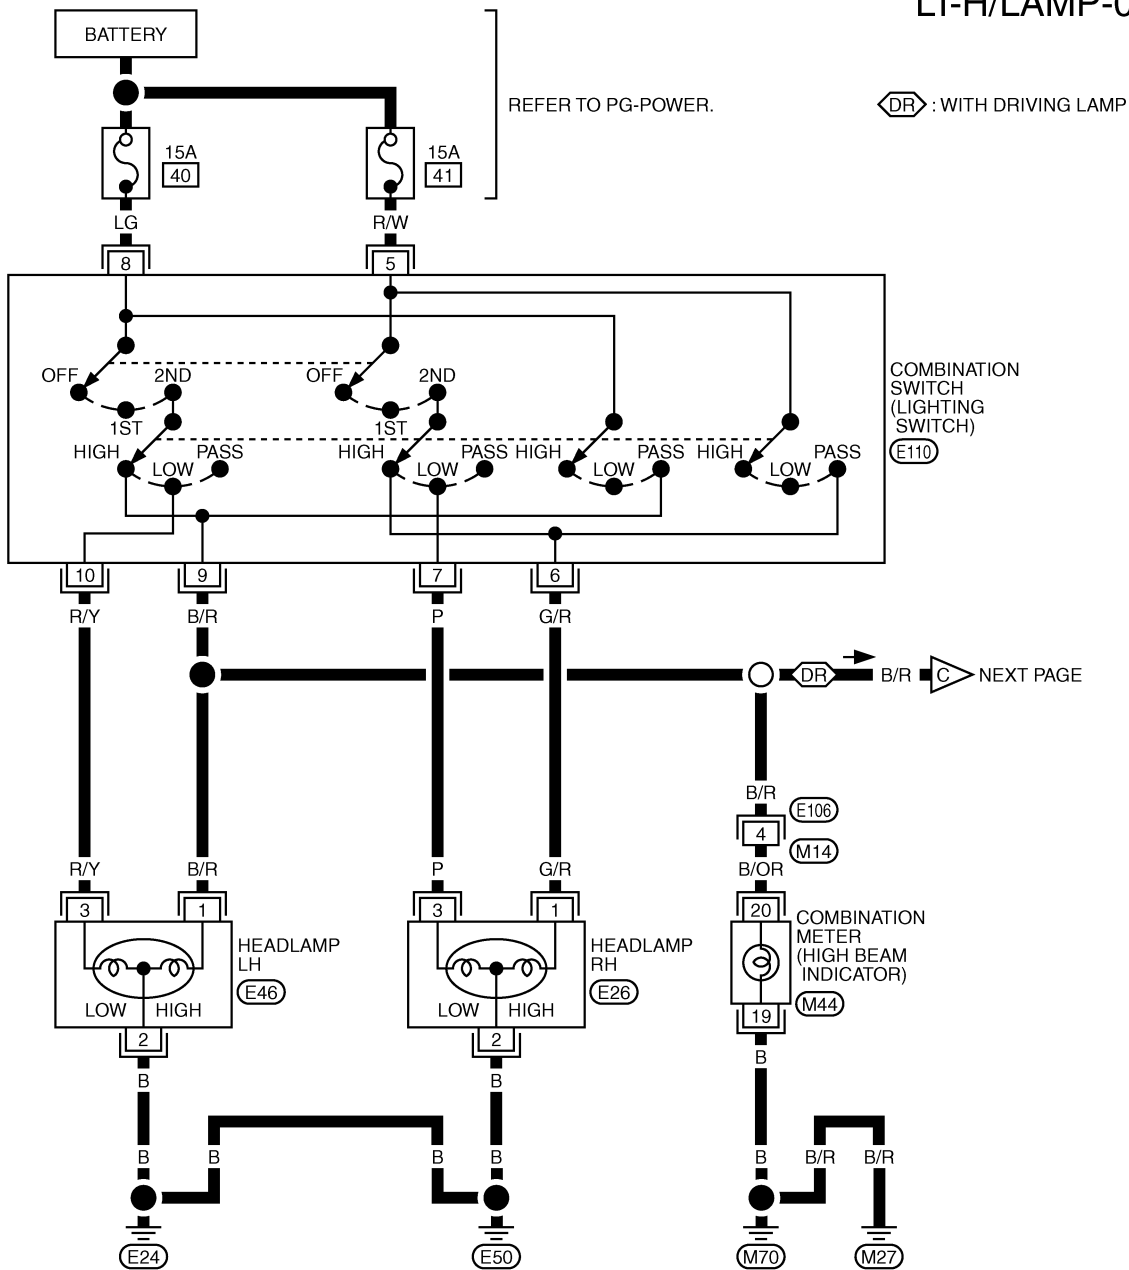 LT-H/LAMP-0
BATTERY
REFER TO PG-POWER.
DR : WITH DRIVING LAMP
15A
40
15A
41
LG
R/W
8
5
OFF
2ND
1ST
OFF
2ND
1ST
HIGH
LOW
PASS
HIGH
LOW
PASS
HIGH
LOW
PASS
HIGH
LOW
PASS
COMBINATION
SWITCH
(LIGHTING
SWITCH)
E110
10
9
7
6
R/Y
B/R
P
G/R
DR
B/R
C
NEXT PAGE
B/R
E106
4
M14
B/OR
R/Y
B/R
P
G/R
3
1
3
1
20
HEADLAMP
LH
E46
LOW
HIGH
HEADLAMP
RH
E26
LOW
HIGH
COMBINATION
METER
(HIGH BEAM
INDICATOR)
M44
19
2
2
B
B
B
B
B
B
B
B
B/R
B/R
E24
E50
M70
M27